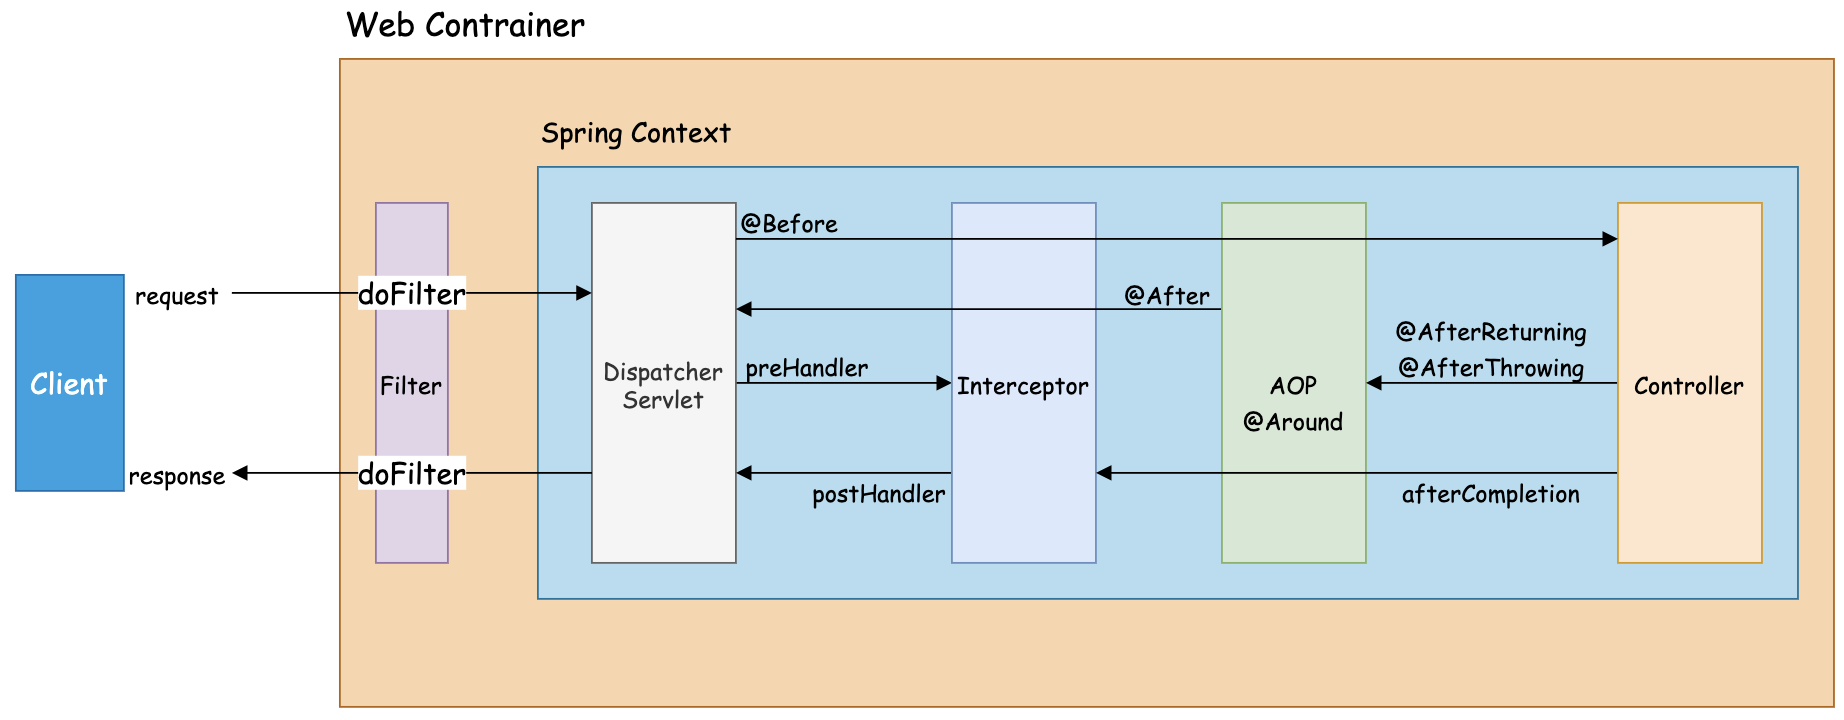 Web Contrainer
Spring Context
@Before
request
doFilter
@After
@AfterReturning
@AfterThrowing
preHandler
Client
Filter
Dispatcher
Servlet
Interceptor
AOP
@Around
Controller
response
doFilter
postHandler
afterCompletion